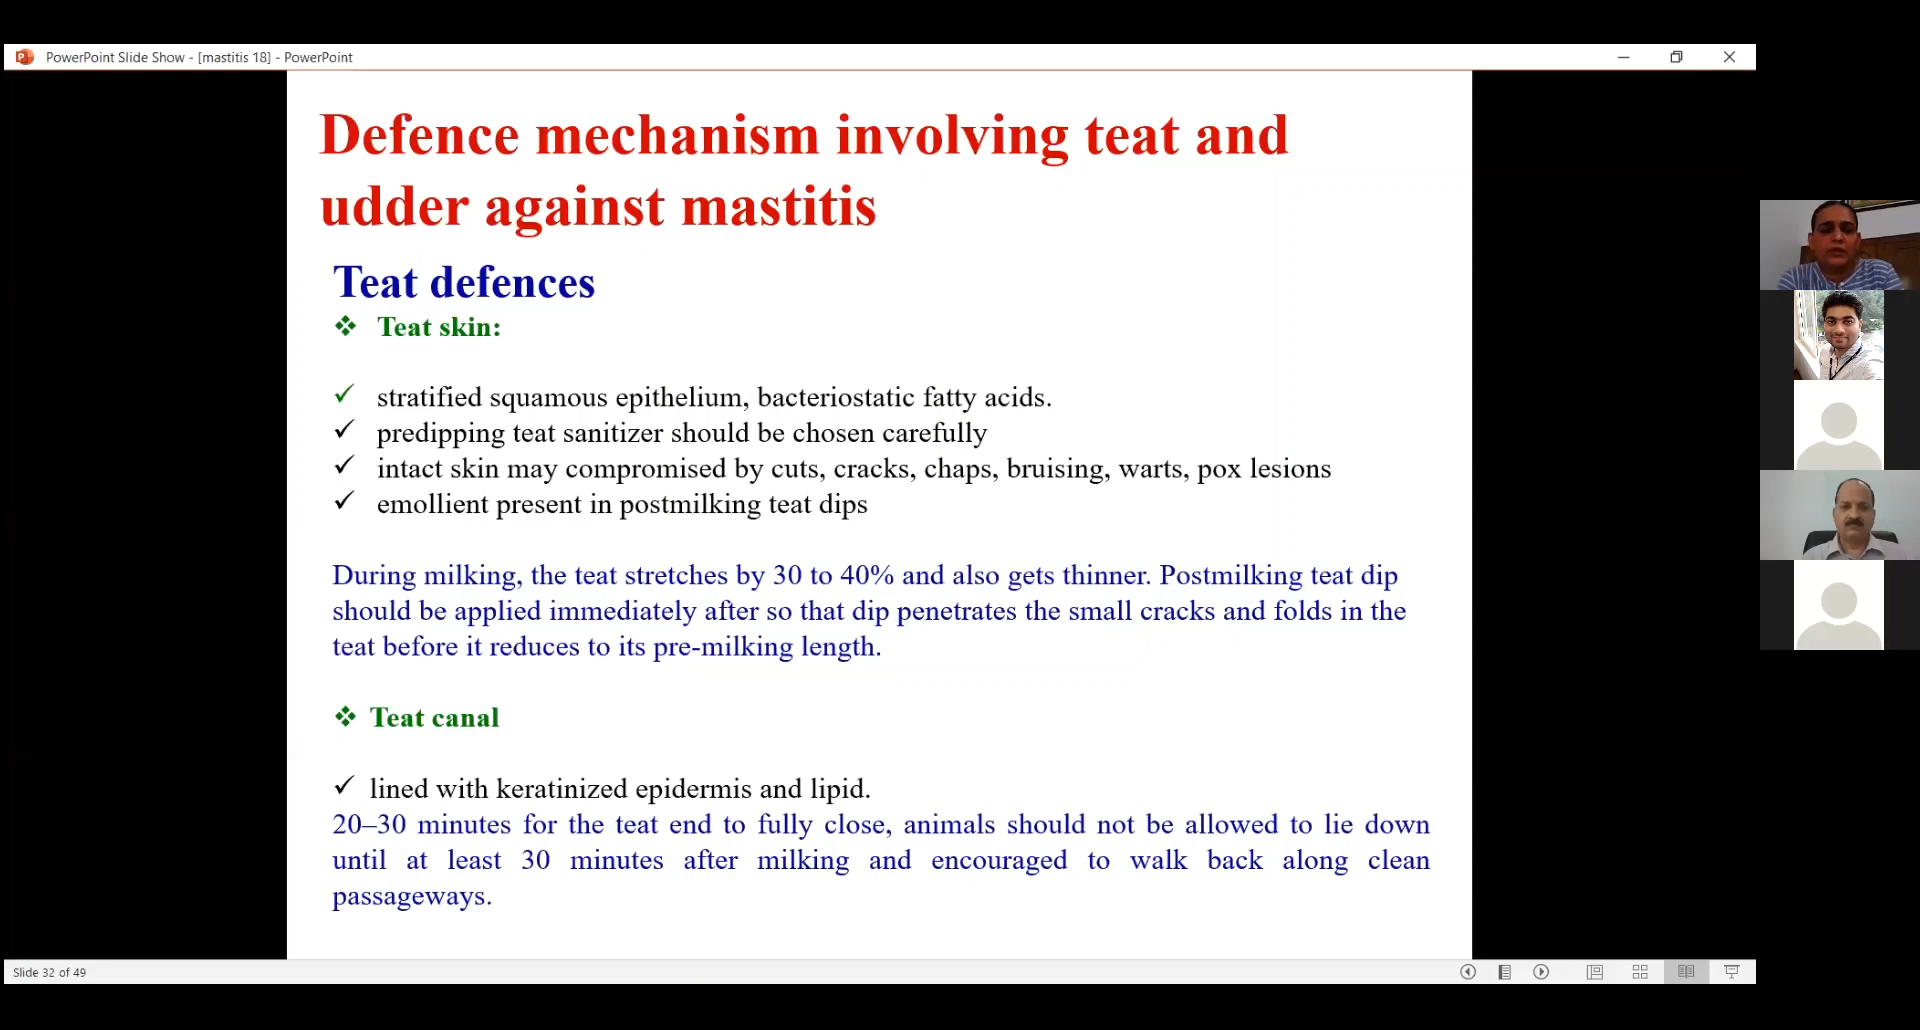 PowerPoint Slide Show - [mastitis 18] - PowerPoint
Defence mechanism involving teat and
udder against mastitis
Teat defences
❖ Teat skin:
✓ stratified squamous epithelium, bacteriostatic fatty acids.
✓ predipping teat sanitizer should be chosen carefully
✓ intact skin may compromised by cuts, cracks, chaps, bruising, warts, pox lesions
✓ emollient present in postmilking teat dips
During milking, the teat stretches by 30 to 40% and also gets thinner. Postmilking teat dip
should be applied immediately after so that dip penetrates the small cracks and folds in the
teat before it reduces to its pre-milking length.
❖ Teat canal
✓ lined with keratinized epidermis and lipid.
20–30 minutes for the teat end to fully close, animals should not be allowed to lie down
until at least 30 minutes after milking and encouraged to walk back along clean
passageways.
Slide 32 of 49